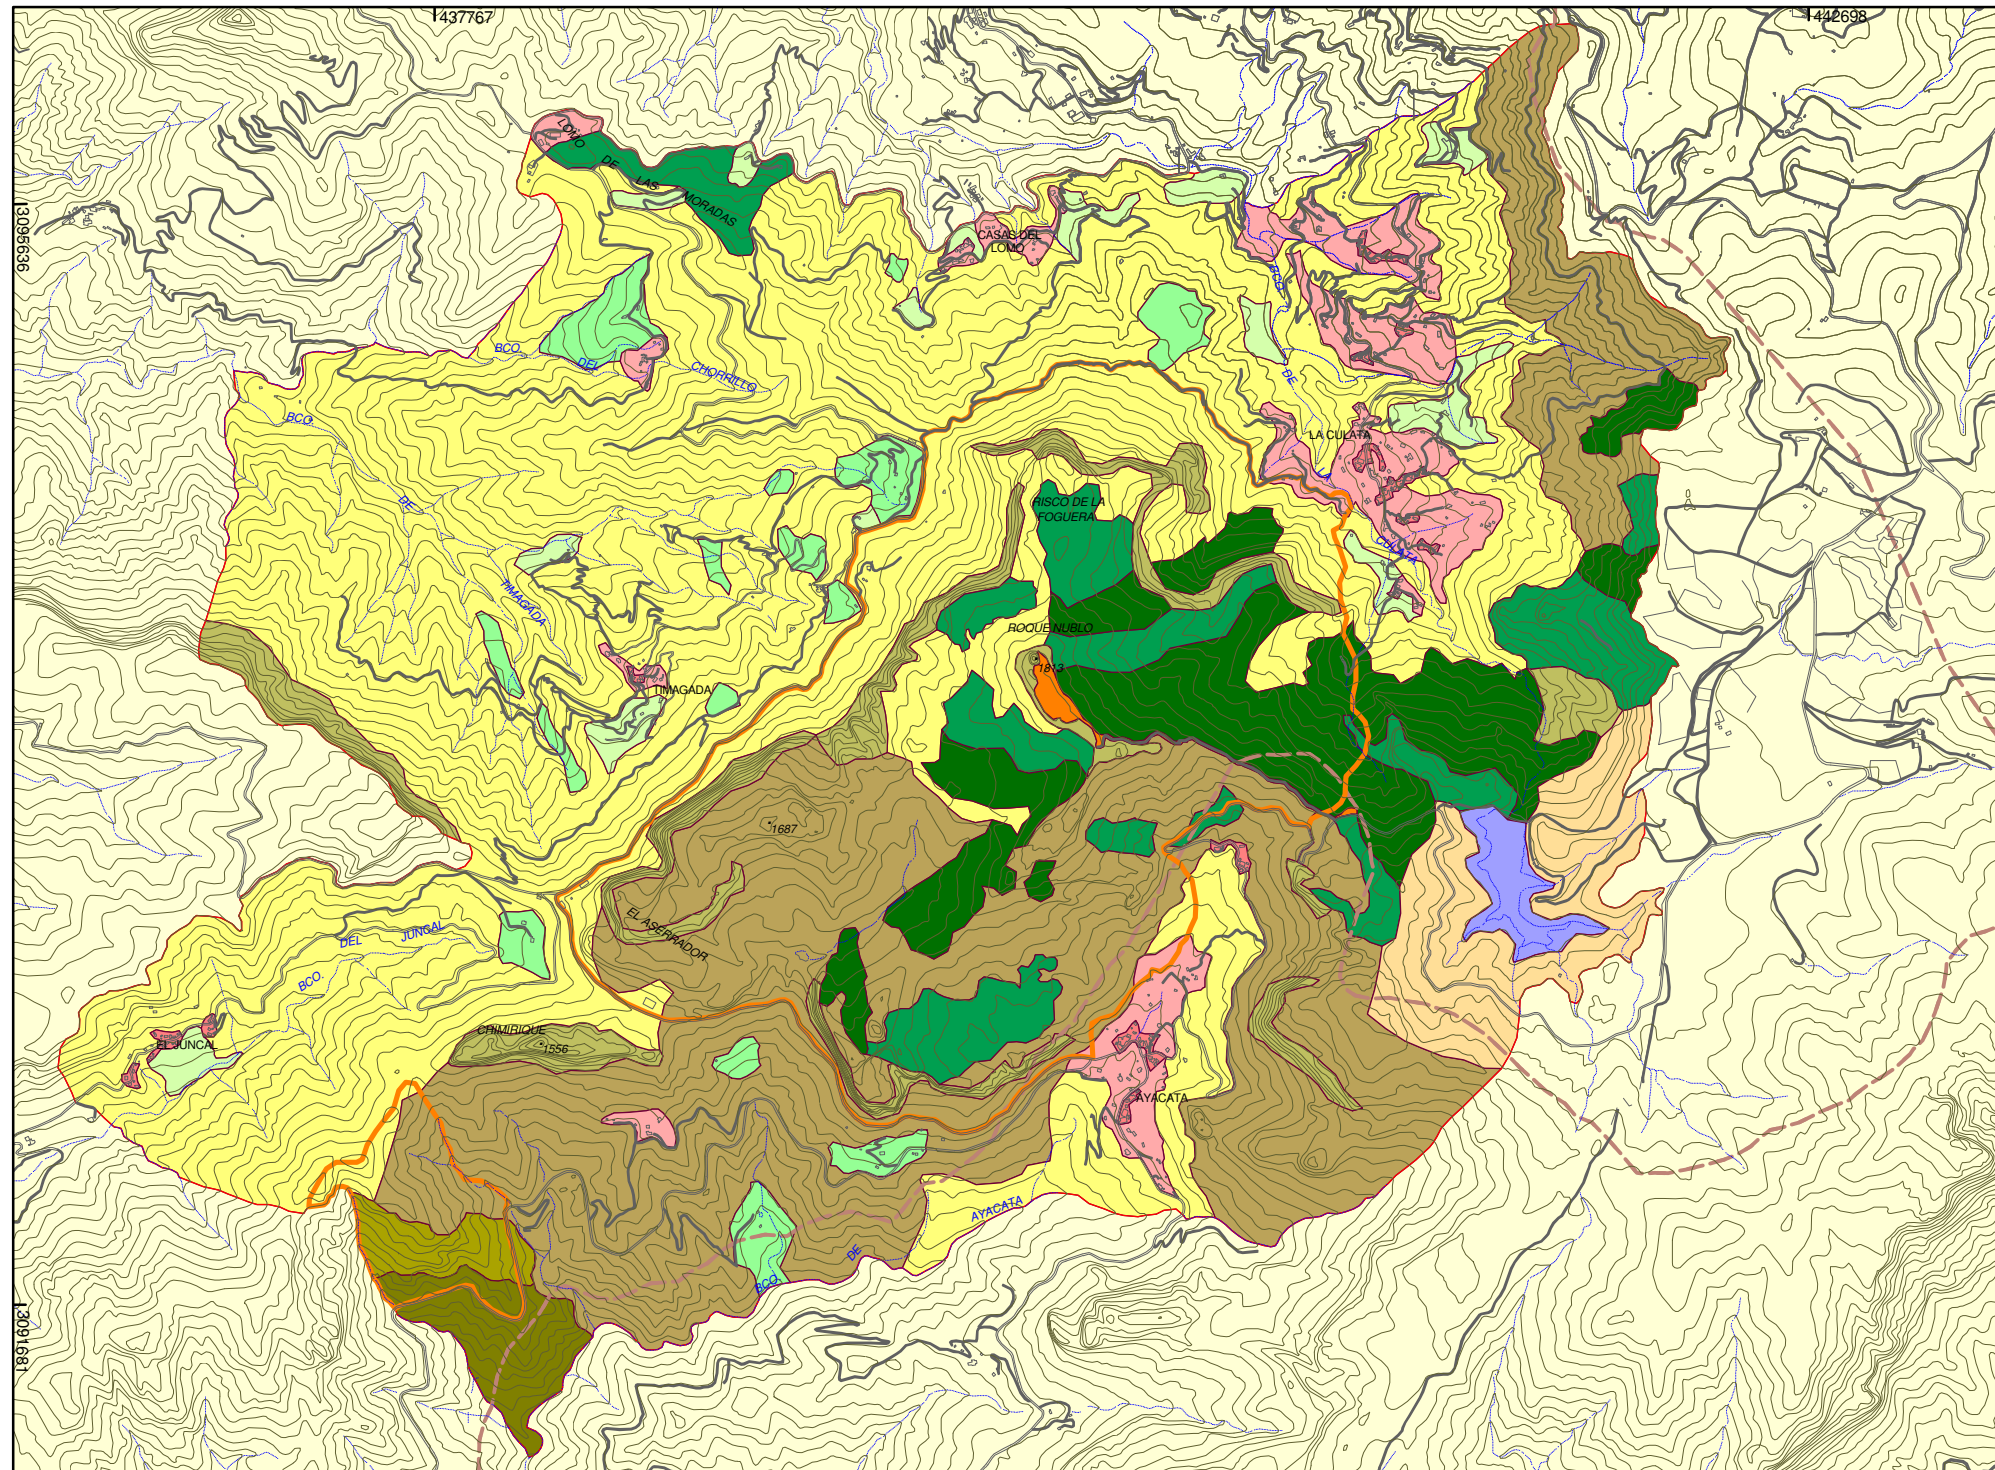 437767
442698
3095636
LOMO
DE
LAS
MORADAS
CASAS DEL
LOMO
BCO.
DE
LA
CULATA
BCO.
DEL
CHORRILLO
BCO.
DE
TIMAGADA
LA CULATA
RISCO DE LA
FOGUERA
ROQUE NUBLO
1813
TIMAGADA
1687
EL ASERRADOR
BCO.
DEL
JUNCAL
CHIMIRIQUE
1556
EL JUNCAL
AYACATA
BCO.
DE
AYACATA
3091681